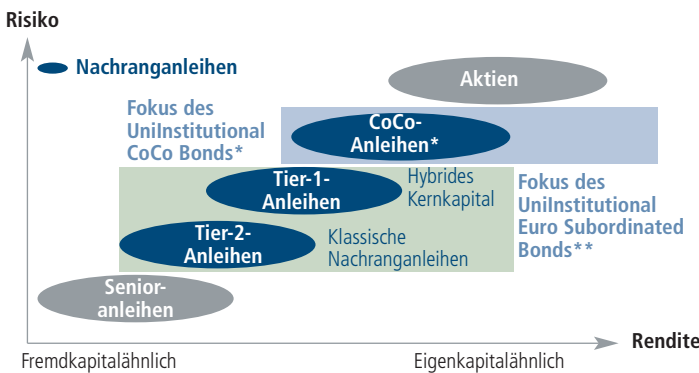 Risiko
Nachranganleihen
Aktien
Fokus des
UniInstitutional
CoCo Bonds*
CoCo-
Anleihen*
Tier-1-
Anleihen
Hybrides
Kernkapital
Fokus des
UniInstitutional
Euro Subordinated
Bonds**
Tier-2-
Anleihen
Klassische
Nachranganleihen
Senior-
anleihen
Rendite
Fremdkapitalähnlich
Eigenkapitalähnlich